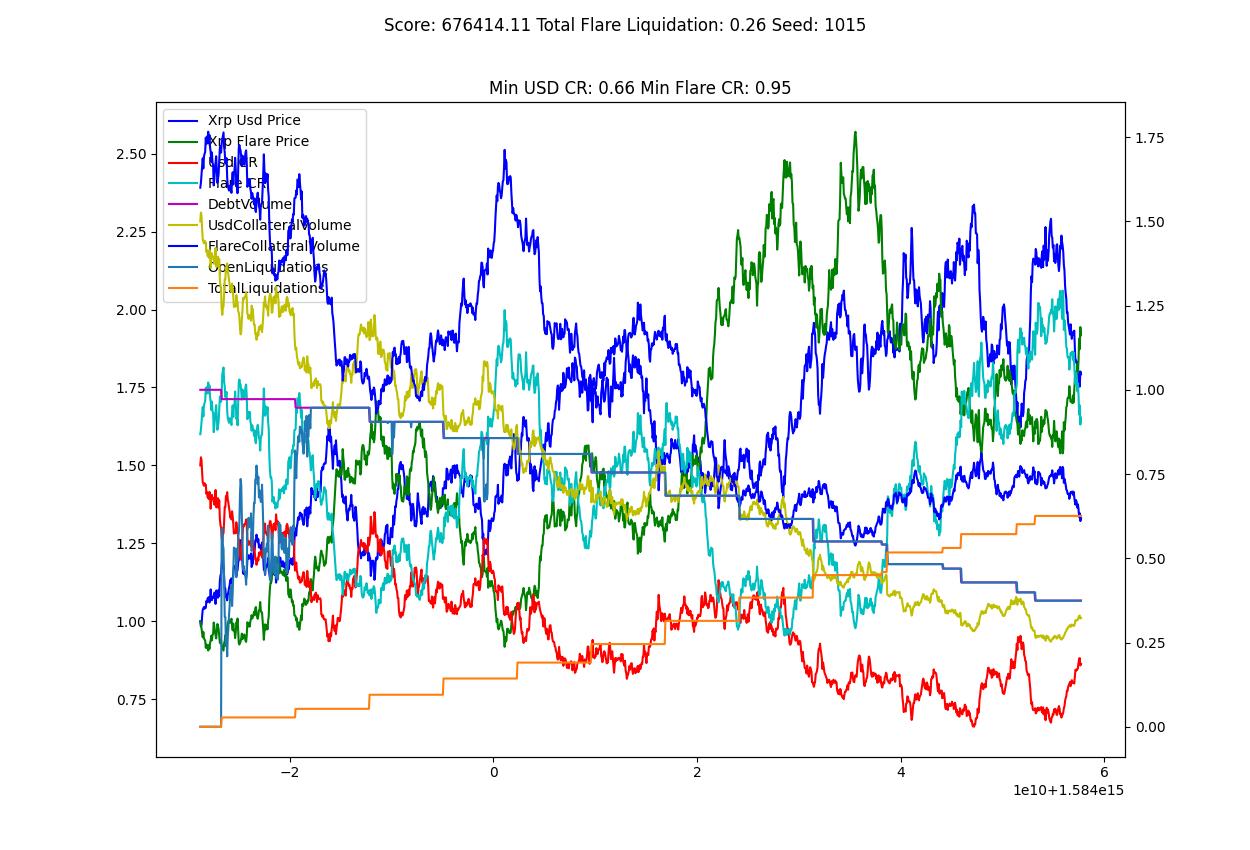 Score: 676414.11 Total Flare Liquidation: 0.26 Seed: 1015
Min USD CR: 0.66 Min Flare CR: 0.95
Xrp Usd Price
Xrp Flare Price
Usd CR
Flare CR
DebtVolume
UsdCollateralVolume
FlareCollateralVolume
OpenLiquidations
TotalLiquidations
2.50
2.25
2.00
1.75
1.50
1.25
1.00
0.75
1.75
1.50
1.25
1.00
0.75
0.50
0.25
0.00
−2 0 2 4 6
1e10+1.584e15